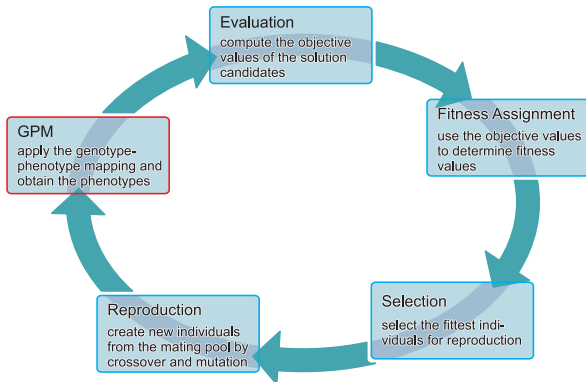 Evaluation
compute the objective
values of the solution
candidates
Fitness Assignment
use the objective values
to determine fitness
values
Selection
select the fittest indi-
viduals for reproduction
Reproduction
create new individuals
from the mating pool by
crossover and mutation
GPM
apply the genotype-
phenotype mapping and
obtain the phenotypes